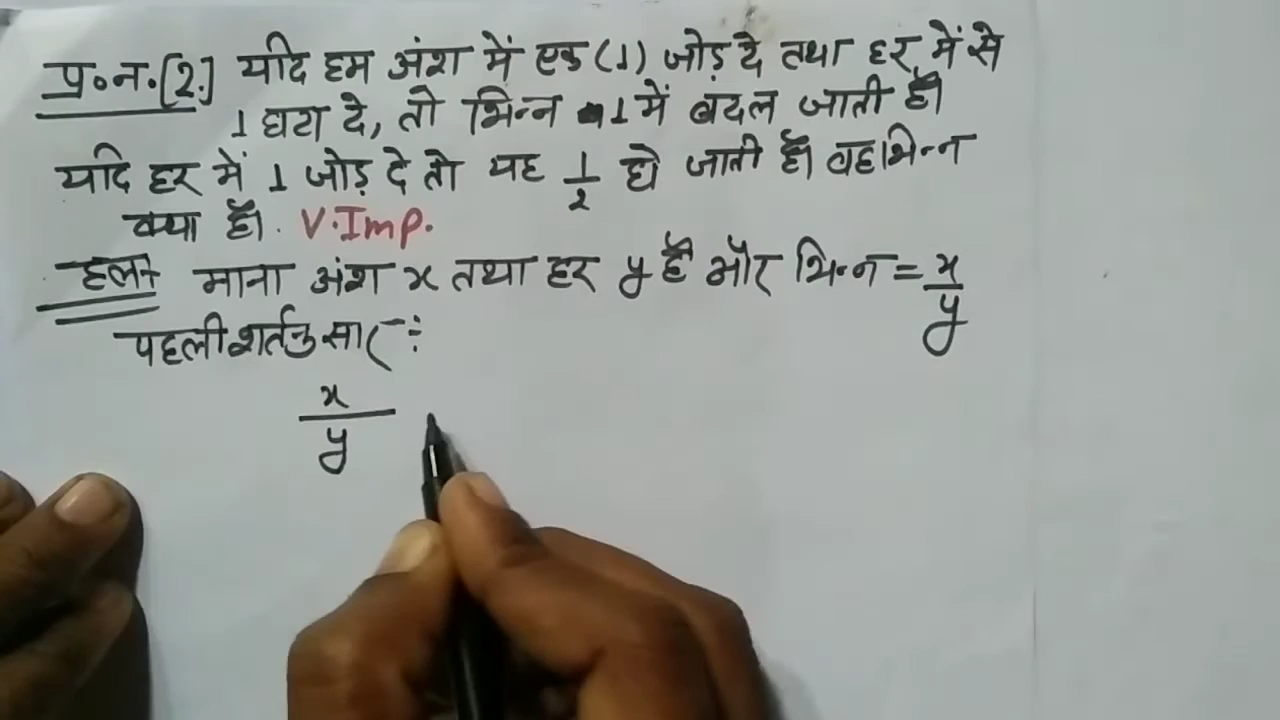 प्र॰न॰[2.] यदि हम अंश में एक (1) जोड़ दे तथा हर में से
1 घटा दे, तो भिन्न 1 में बदल जाती है।
यदि हर में 1 जोड़ दे तो यह 1/2 हो जाती है। वह भिन्न
क्या है। V.Imp.
हल→ माना अंश x तथा हर y है और भिन्न = x/y
पहली शर्तनुसार ÷
x/y